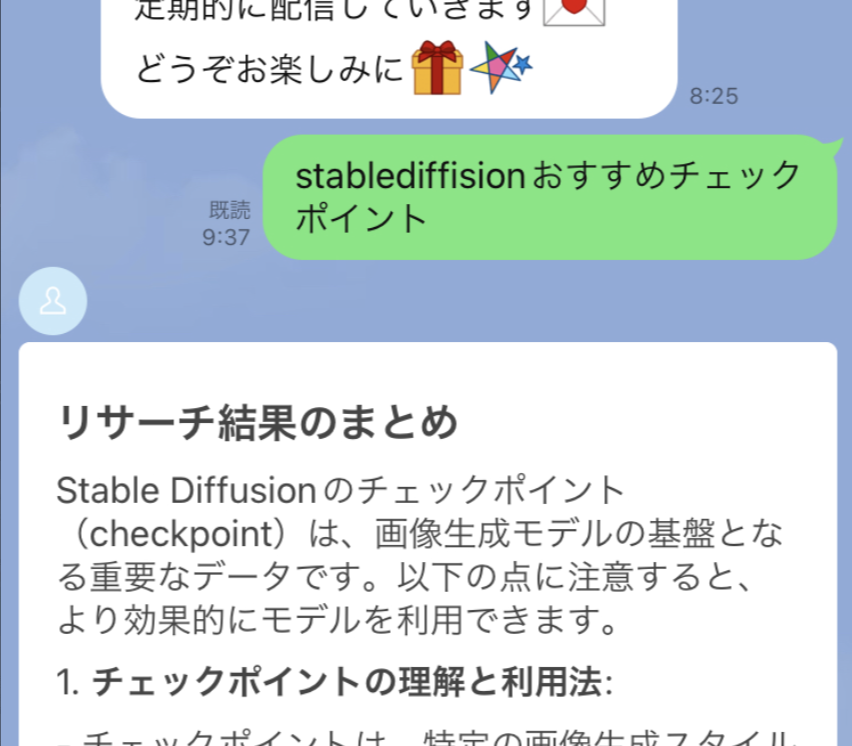 定期的に配信していきます
どうぞお楽しみに
8:25
stablediffisionおすすめチェック
ポイント
既読
9:37
リサーチ結果のまとめ
Stable Diffusionのチェックポイント
（checkpoint）は、画像生成モデルの基盤とな
る重要なデータです。以下の点に注意すると、
より効果的にモデルを利用できます。
1. チェックポイントの理解と利用法:
- チェックポイントは、特定の画像生成スタイル